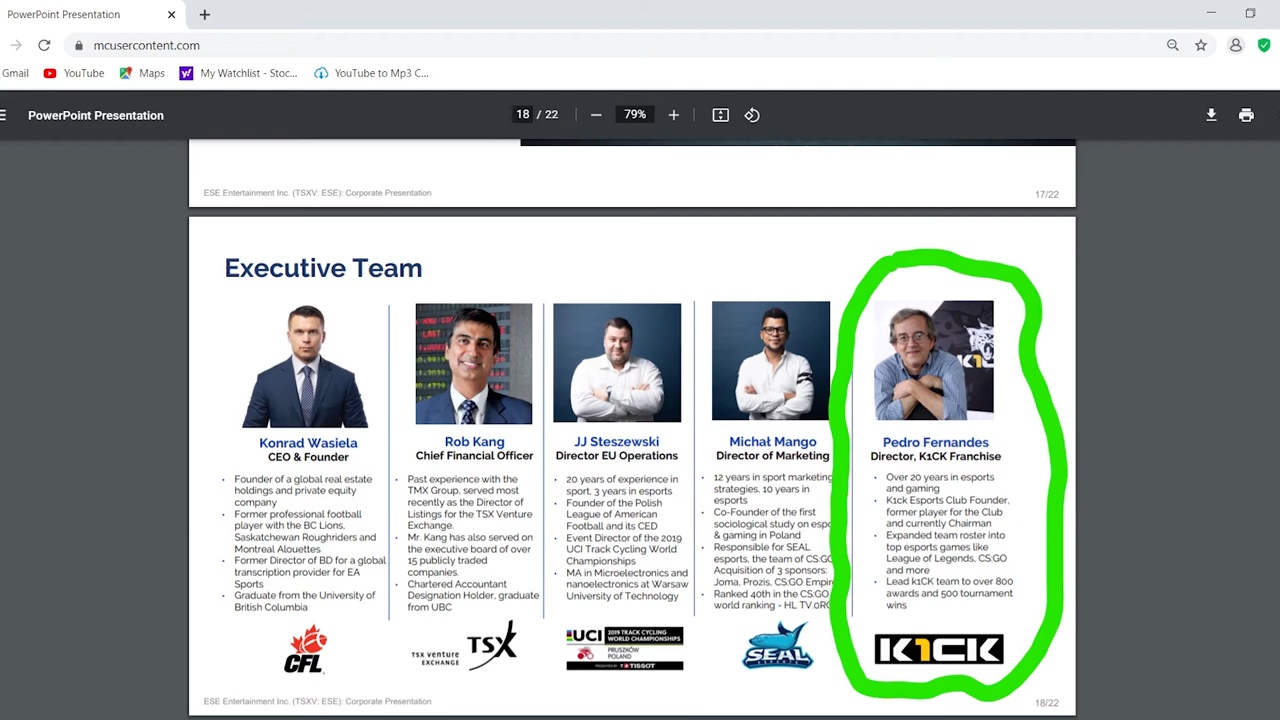 PowerPoint Presentation
mcusercontent.com
Gmail
YouTube
Maps
My Watchlist - Stoc...
YouTube to Mp3 C...
PowerPoint Presentation
18 / 22
79%
ESE Entertainment Inc. (TSXV: ESE): Corporate Presentation
17/22
Executive Team
Konrad Wasiela
CEO & Founder
• Founder of a global real estate
holdings and private equity
company
• Former professional football
player with the BC Lions,
Saskatchewan Roughriders and
Montreal Alouettes
• Former Director of BD for a global
transcription provider for EA
Sports
• Graduate from the University of
British Columbia
CFL
Rob Kang
Chief Financial Officer
• Past experience with the
TMX Group, served most
recently as the Director of
Listings for the TSX Venture
Exchange.
• Mr. Kang has also served on
the executive board of over
15 publicly traded
companies.
• Chartered Accountant
Designation Holder, graduate
from UBC
TSX venture
EXCHANGE
TSX
JJ Steszewski
Director EU Operations
• 20 years of experience in
sport, 3 years in esports
• Founder of the Polish
League of American
Football and its CED
• Event Director of the 2019
UCI Track Cycling World
Championships
• MA in Microelectronics and
nanoelectronics at Warsaw
University of Technology
UCI
2019 TRACK CYCLING
WORLD CHAMPIONSHIPS
PRUSZKÓW
POLAND
PRESENTED BY TISSOT
Michał Mango
Director of Marketing
• 12 years in sport marketing
strategies, 10 years in
esports
• Co-Founder of the first
sociological study on espo
& gaming in Poland
• Responsible for SEAL
esports, the team of CS:GO
• Acquisition of 3 sponsors:
Joma, Prozis, CS:GO Empire
• Ranked 40th in the CS:GO
world ranking - HL TV.ORG
SEAL
ESPORTS
K1
Pedro Fernandes
Director, K1CK Franchise
• Over 20 years in esports
and gaming
• K1ck Esports Club Founder,
former player for the Club
and currently Chairman
• Expanded team roster into
top esports games like
League of Legends, CS:GO
and more
• Lead k1CK team to over 800
awards and 500 tournament
wins
K1CK
ESE Entertainment Inc. (TSXV: ESE): Corporate Presentation
18/22